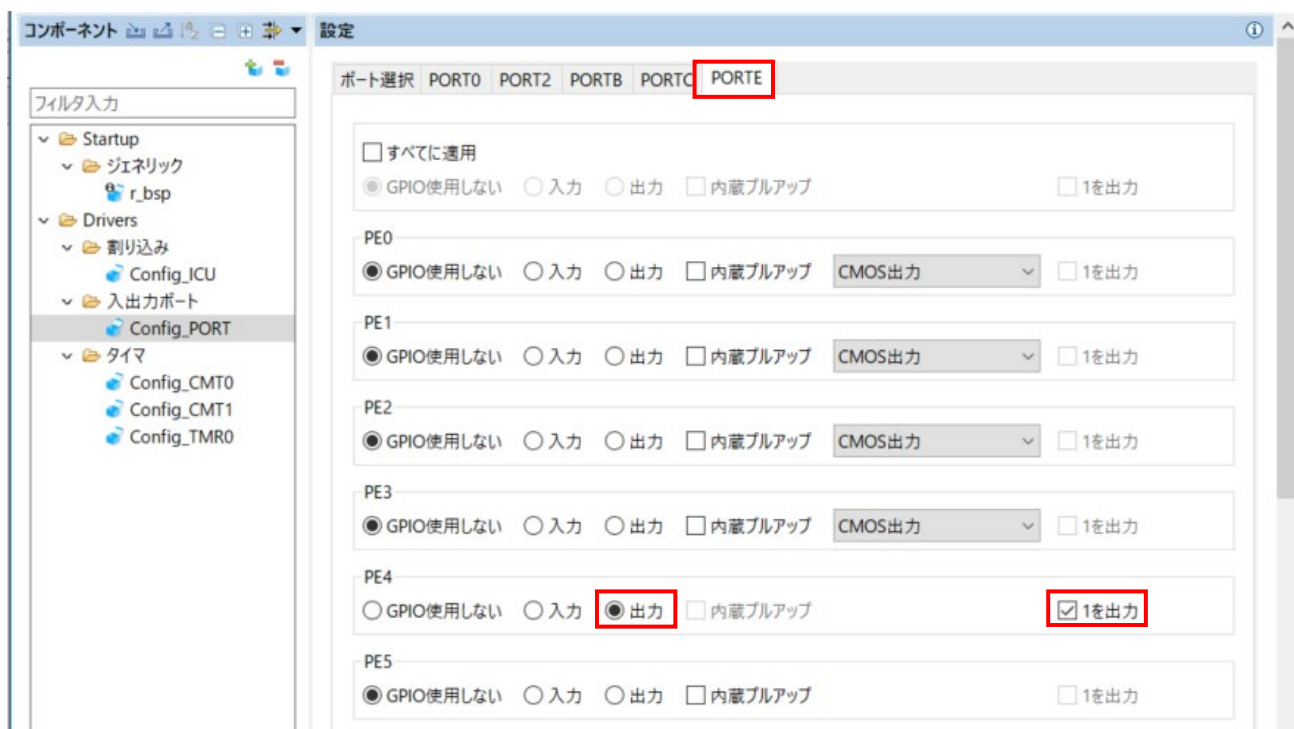 コンポーネント
設定
フィルタ入力
Startup
ジェネリック
r_bsp
Drivers
割り込み
Config_ICU
入出力ポート
Config_PORT
タイマ
Config_CMT0
Config_CMT1
Config_TMR0
ポート選択 PORT0 PORT2 PORTB PORTC PORTE
すべてに適用
GPIO使用しない 入力 出力 内蔵プルアップ 1を出力
PE0
GPIO使用しない 入力 出力 内蔵プルアップ CMOS出力 1を出力
PE1
GPIO使用しない 入力 出力 内蔵プルアップ CMOS出力 1を出力
PE2
GPIO使用しない 入力 出力 内蔵プルアップ CMOS出力 1を出力
PE3
GPIO使用しない 入力 出力 内蔵プルアップ CMOS出力 1を出力
PE4
GPIO使用しない 入力 出力 内蔵プルアップ 1を出力
PE5
GPIO使用しない 入力 出力 内蔵プルアップ 1を出力